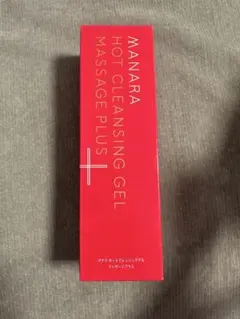 MANARA
HOT CLEANSING GEL
MASSAGE PLUS
マナラ ホットクレンジングゲル
マッサージプラス